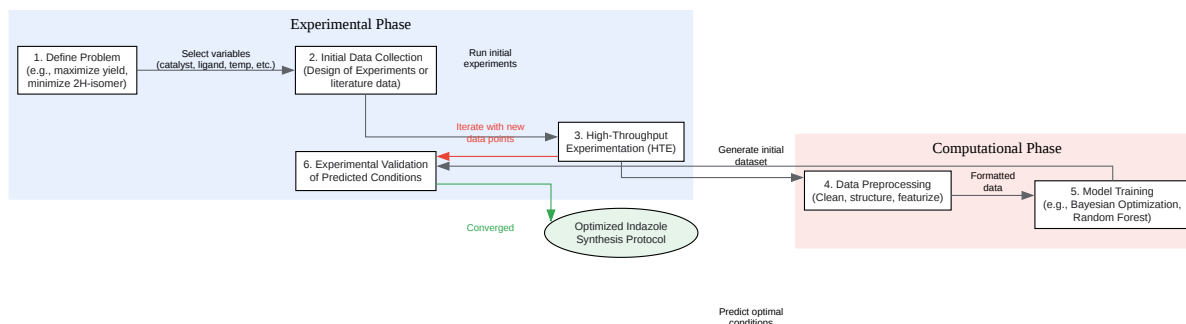 Experimental Phase
1. Define Problem
(e.g., maximize yield,
minimize 2H-isomer)
Select variables
(catalyst, ligand, temp, etc.)
2. Initial Data Collection
(Design of Experiments or
literature data)
Run initial
experiments
Iterate with new
data points
3. High-Throughput
Experimentation (HTE)
6. Experimental Validation
of Predicted Conditions
Generate initial
dataset
Computational Phase
4. Data Preprocessing
(Clean, structure, featurize)
Formatted
data
5. Model Training
(e.g., Bayesian Optimization,
Random Forest)
Converged
Optimized Indazole
Synthesis Protocol
Predict optimal
conditions